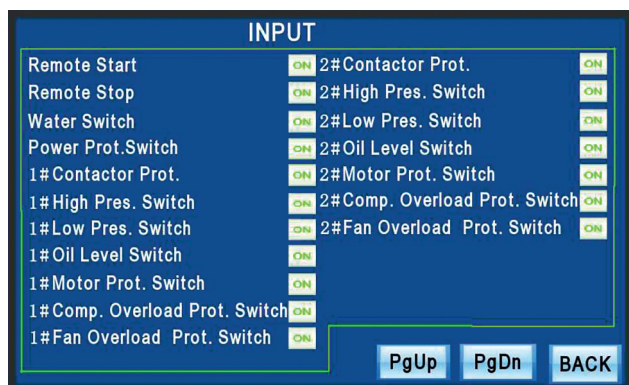 INPUT
Remote Start ON
Remote Stop ON
Water Switch ON
Power Prot.Switch ON
1#Contactor Prot. ON
1#High Pres. Switch ON
1#Low Pres. Switch ON
1#Oil Level Switch ON
1#Motor Prot. Switch ON
1#Comp. Overload Prot. Switch ON
1#Fan Overload Prot. Switch ON
2#Contactor Prot. ON
2#High Pres. Switch ON
2#Low Pres. Switch ON
2#Oil Level Switch ON
2#Motor Prot. Switch ON
2#Comp. Overload Prot. Switch ON
2#Fan Overload Prot. Switch ON
PgUp PgDn BACK